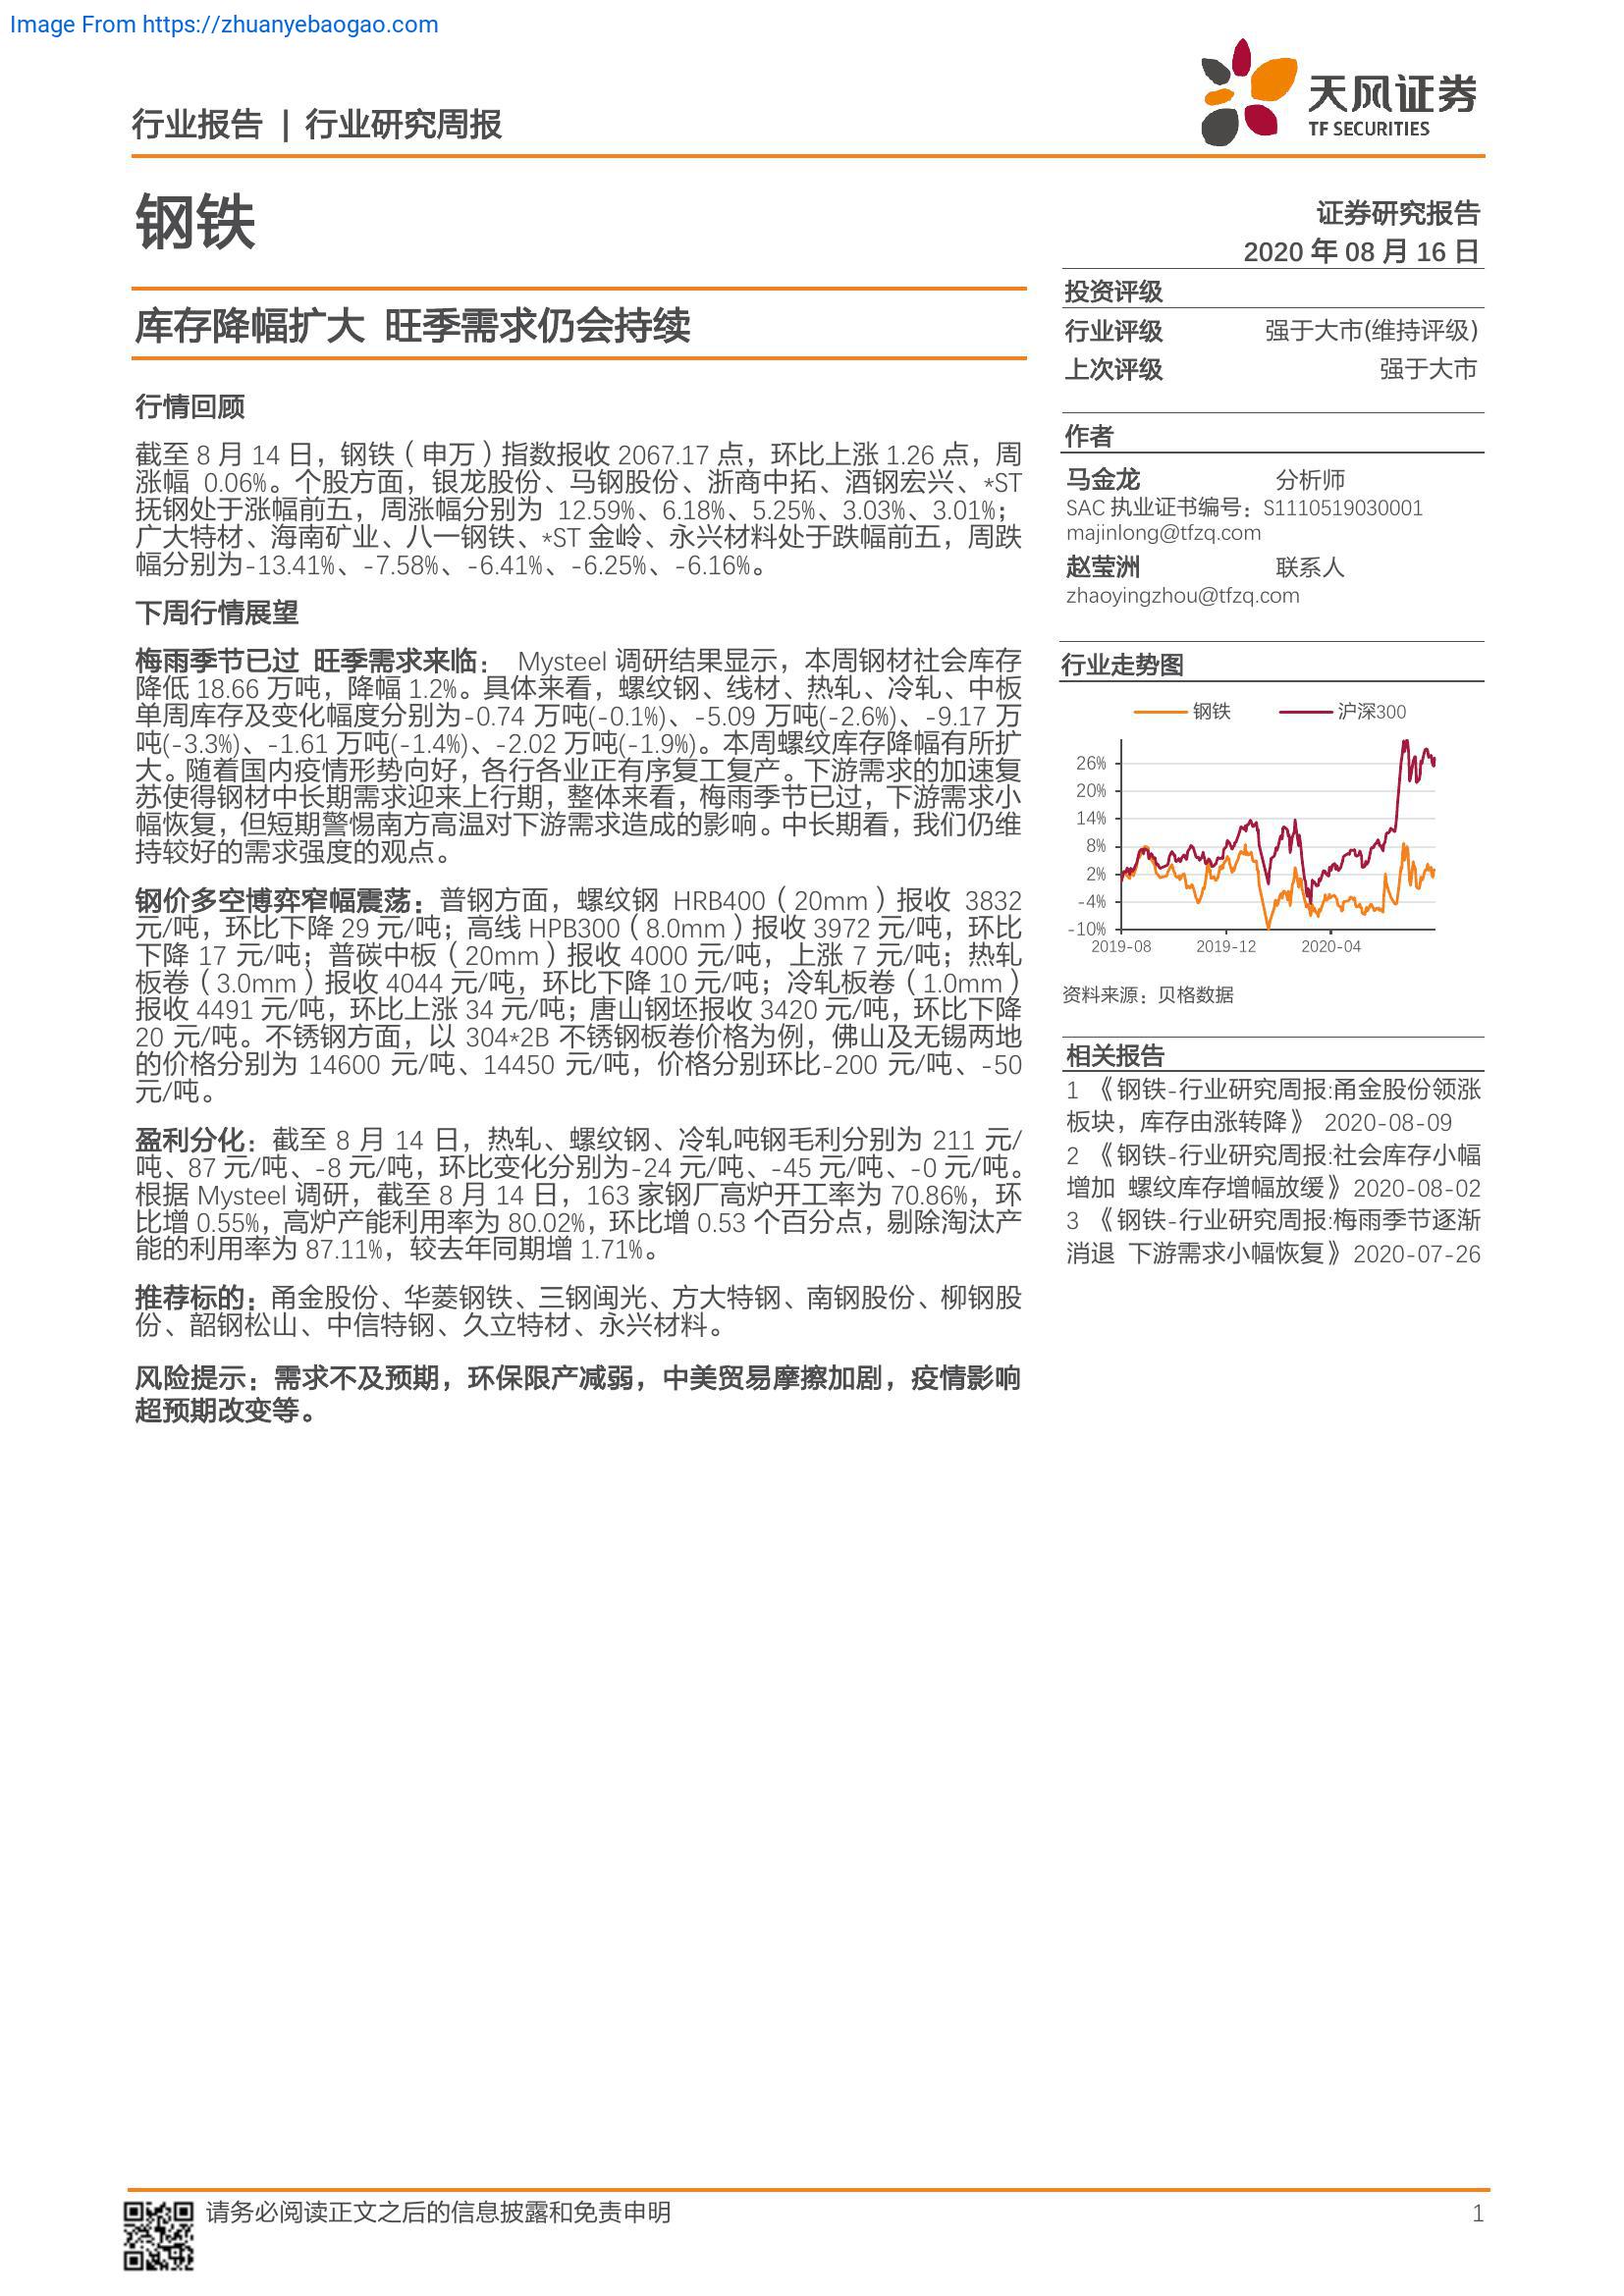 Image From https://zhuanyebaogao.com
行业报告 | 行业研究周报
天风证券
TF SECURITIES
钢铁
证券研究报告
2020 年 08 月 16 日
库存降幅扩大 旺季需求仍会持续
行情回顾
截至 8 月 14 日，钢铁（申万）指数报收 2067.17 点，环比上涨 1.26 点，周
涨幅 0.06%。个股方面，银龙股份、马钢股份、浙商中拓、酒钢宏兴、*ST
抚钢处于涨幅前五，周涨幅分别为 12.59%、6.18%、5.25%、3.03%、3.01%；
广大特材、海南矿业、八一钢铁、*ST 金岭、永兴材料处于跌幅前五，周跌
幅分别为-13.41%、-7.58%、-6.41%、-6.25%、-6.16%。
下周行情展望
梅雨季节已过 旺季需求来临： Mysteel 调研结果显示，本周钢材社会库存
降低 18.66 万吨，降幅 1.2%。具体来看，螺纹钢、线材、热轧、冷轧、中板
单周库存及变化幅度分别为-0.74 万吨(-0.1%)、-5.09 万吨(-2.6%)、-9.17 万
吨(-3.3%)、-1.61 万吨(-1.4%)、-2.02 万吨(-1.9%)。本周螺纹库存降幅有所扩
大。随着国内疫情形势向好，各行各业正有序复工复产。下游需求的加速复
苏使得钢材中长期需求迎来上行期，整体来看，梅雨季节已过，下游需求小
幅恢复，但短期警惕南方高温对下游需求造成的影响。中长期看，我们仍维
持较好的需求强度的观点。
钢价多空博弈窄幅震荡：普钢方面，螺纹钢 HRB400（20mm）报收 3832
元/吨，环比下降 29 元/吨；高线 HPB300（8.0mm）报收 3972 元/吨，环比
下降 17 元/吨；普碳中板（20mm）报收 4000 元/吨，上涨 7 元/吨；热轧
板卷（3.0mm）报收 4044 元/吨，环比下降 10 元/吨；冷轧板卷（1.0mm）
报收 4491 元/吨，环比上涨 34 元/吨；唐山钢坯报收 3420 元/吨，环比下降
20 元/吨。不锈钢方面，以 304*2B 不锈钢板卷价格为例，佛山及无锡两地
的价格分别为 14600 元/吨、14450 元/吨，价格分别环比-200 元/吨、-50
元/吨。
盈利分化：截至 8 月 14 日，热轧、螺纹钢、冷轧吨钢毛利分别为 211 元/
吨、87 元/吨、-8 元/吨，环比变化分别为-24 元/吨、-45 元/吨、-0 元/吨。
根据 Mysteel 调研，截至 8 月 14 日，163 家钢厂高炉开工率为 70.86%，环
比增 0.55%，高炉产能利用率为 80.02%，环比增 0.53 个百分点，剔除淘汰产
能的利用率为 87.11%，较去年同期增 1.71%。
推荐标的：甬金股份、华菱钢铁、三钢闽光、方大特钢、南钢股份、柳钢股
份、韶钢松山、中信特钢、久立特材、永兴材料。
风险提示：需求不及预期，环保限产减弱，中美贸易摩擦加剧，疫情影响
超预期改变等。
投资评级
行业评级 强于大市(维持评级)
上次评级 强于大市
作者
马金龙 分析师
SAC 执业证书编号：S1110519030001
majinlong@tfzq.com
赵莹洲 联系人
zhaoyingzhou@tfzq.com
行业走势图
钢铁 沪深300
26%
20%
14%
8%
2%
-4%
-10%
2019-08 2019-12 2020-04
资料来源：贝格数据
相关报告
1 《钢铁-行业研究周报:甬金股份领涨
板块，库存由涨转降》 2020-08-09
2 《钢铁-行业研究周报:社会库存小幅
增加 螺纹库存增幅放缓》2020-08-02
3 《钢铁-行业研究周报:梅雨季节逐渐
消退 下游需求小幅恢复》2020-07-26
请务必阅读正文之后的信息披露和免责申明
1